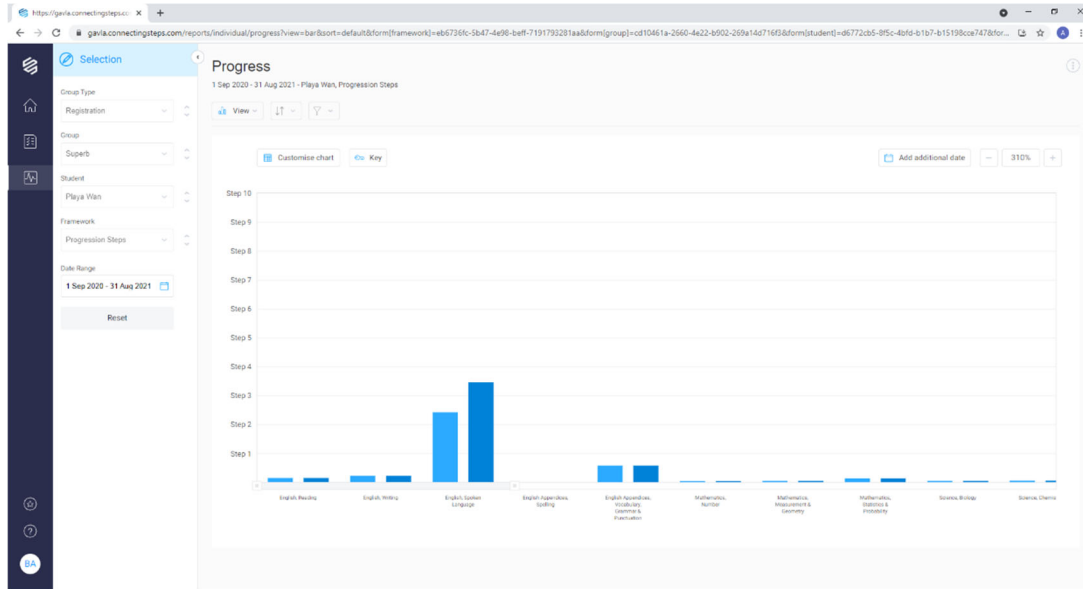 https://gavla.connectingsteps.co
gavla.connectingsteps.com/reports/individual/progress?view=bar&sort=default&form[framework]=eb6736fc-5b47-4e98-beff-7191793281aa&form[group]=cd10461a-2660-4e22-b902-269a14d716f3&form[student]=d6772cb5-8f5c-4bfd-b1b7-b15198cce747&for...
A
Selection
Group Type
Registration
Group
Superb
Student
Playa Wan
Framework
Progression Steps
Date Range
1 Sep 2020 - 31 Aug 2021
Reset
BA
Progress
1 Sep 2020 - 31 Aug 2021 - Playa Wan, Progression Steps
View
Customise chart
Key
Add additional date
310%
Step 10
Step 9
Step 8
Step 7
Step 6
Step 5
Step 4
Step 3
Step 2
Step 1
English, Reading
English, Writing
English, Spoken
Language
English Appendices,
Spelling
English Appendices,
Vocabulary,
Grammar &
Punctuation
Mathematics,
Number
Mathematics,
Measurement &
Geometry
Mathematics,
Statistics &
Probability
Science, Biology
Science, Chemis